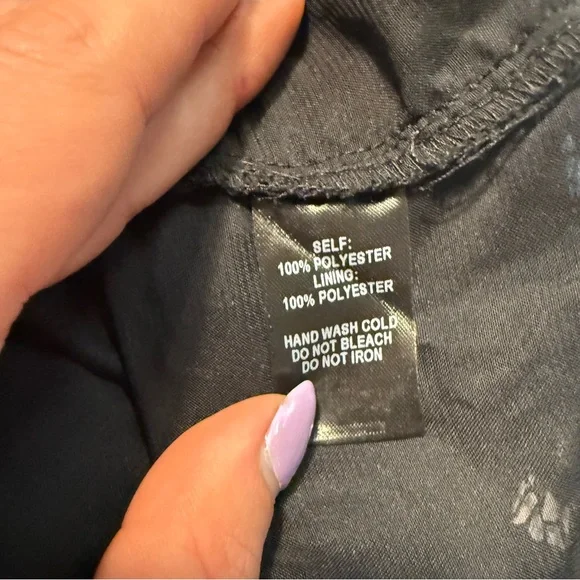 SELF:
100% POLYESTER
LINING:
100% POLYESTER
HAND WASH COLD
DO NOT BLEACH
DO NOT IRON